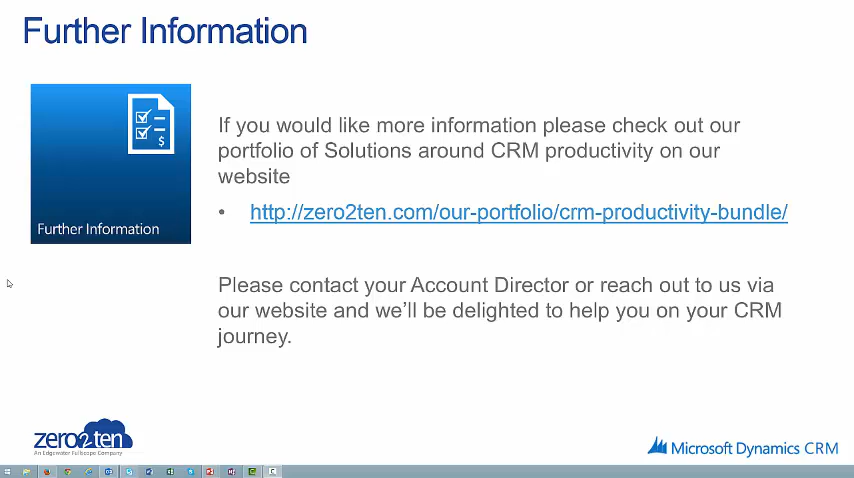 Further Information
If you would like more information please check out our
portfolio of Solutions around CRM productivity on our
website
• http://zero2ten.com/our-portfolio/crm-productivity-bundle/
Further Information
Please contact your Account Director or reach out to us via
our website and we'll be delighted to help you on your CRM
journey.
zero2ten
An Edgewater Fullscope Company
Microsoft Dynamics CRM